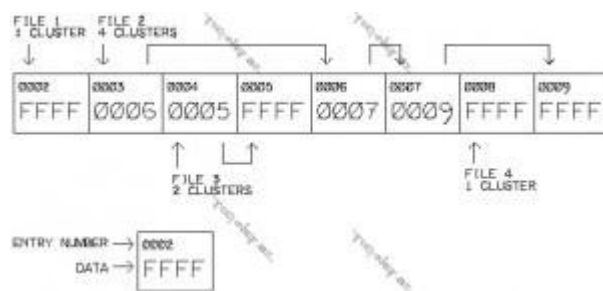 FILE 1
1 CLUSTER
FILE 2
4 CLUSTERS
0002 0003 0004 0005 0006 0007 0008 0009
FFFF 0006 0005 FFFF 0007 0009 FFFF FFFF
FILE 3
2 CLUSTERS
FILE 4
1 CLUSTER
ENTRY NUMBER 0002
DATA FFFF